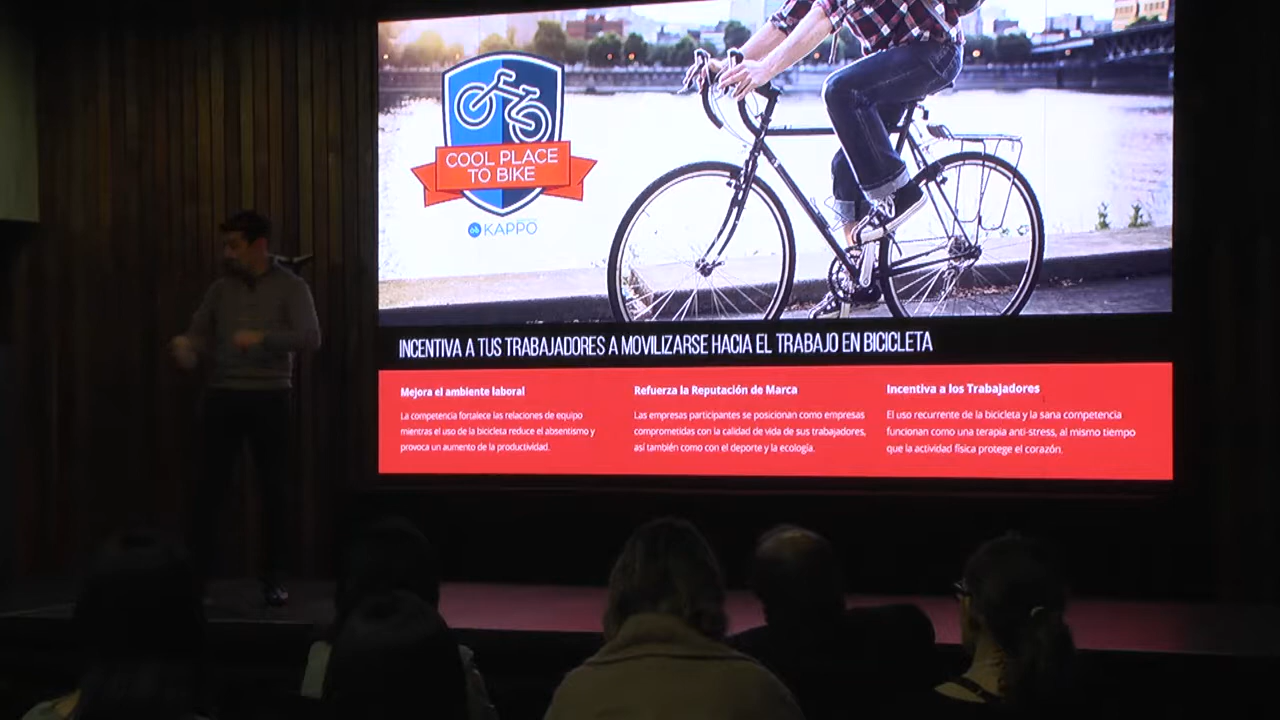 COOL PLACE
TO BIKE
KAPPO
INCENTIVA A TUS TRABAJADORES A MOVILIZARSE HACIA EL TRABAJO EN BICICLETA
Mejora el ambiente laboral
La competencia fortalece las relaciones de equipo
mientras el uso de la bicicleta reduce el absentismo y
provoca un aumento de la productividad.
Refuerza la Reputación de Marca
Las empresas participantes se posicionan como empresas
comprometidas con la calidad de vida de sus trabajadores,
así también como con el deporte y la ecología.
Incentiva a los Trabajadores
El uso recurrente de la bicicleta y la sana competencia
funcionan como una terapia anti-stress, al mismo tiempo
que la actividad física protege el corazón.